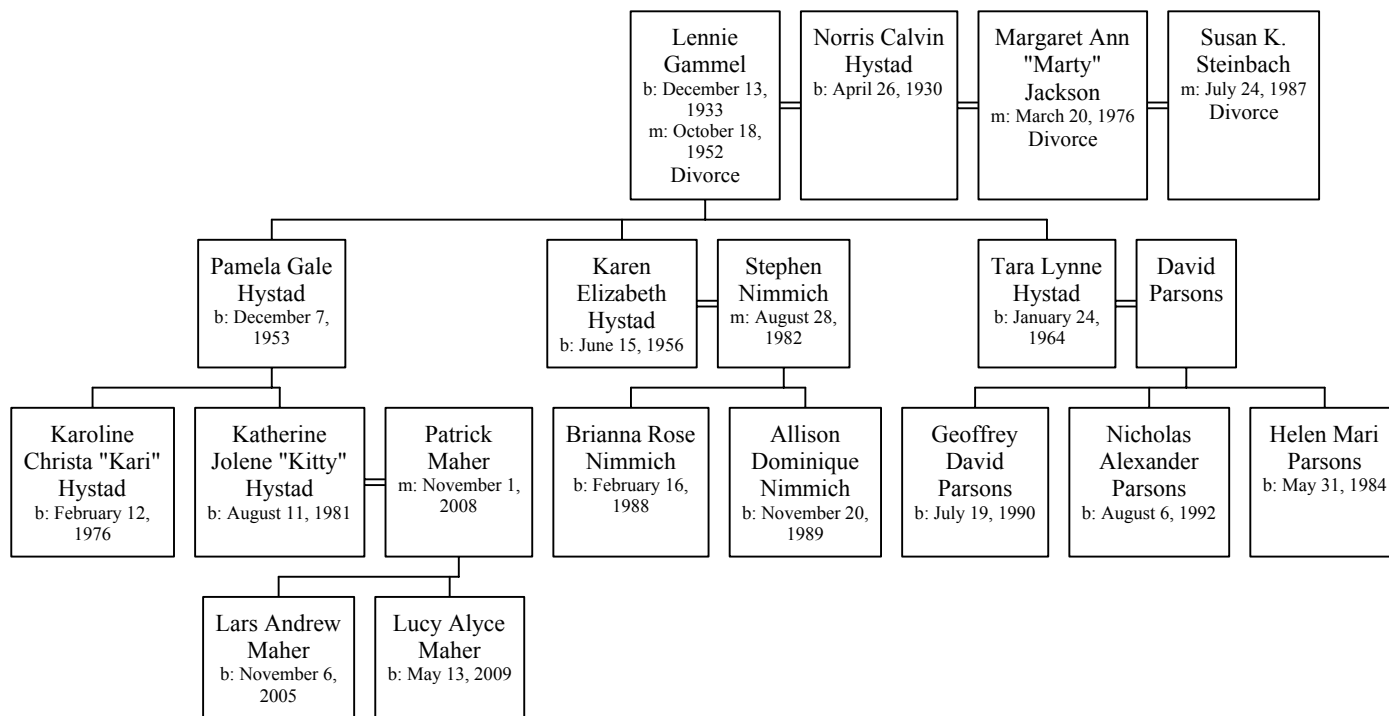 Lennie
Gammel
b: December 13,
1933
m: October 18,
1952
Divorce
Norris Calvin
Hystad
b: April 26, 1930
Margaret Ann
"Marty"
Jackson
m: March 20, 1976
Divorce
Susan K.
Steinbach
m: July 24, 1987
Divorce
Pamela Gale
Hystad
b: December 7,
1953
Karen
Elizabeth
Hystad
b: June 15, 1956
Stephen
Nimmich
m: August 28,
1982
Tara Lynne
Hystad
b: January 24,
1964
David
Parsons
Karoline
Christa "Kari"
Hystad
b: February 12,
1976
Katherine
Jolene "Kitty"
Hystad
b: August 11, 1981
Patrick
Maher
m: November 1,
2008
Brianna Rose
Nimmich
b: February 16,
1988
Allison
Dominique
Nimmich
b: November 20,
1989
Geoffrey
David
Parsons
b: July 19, 1990
Nicholas
Alexander
Parsons
b: August 6, 1992
Helen Mari
Parsons
b: May 31, 1984
Lars Andrew
Maher
b: November 6,
2005
Lucy Alyce
Maher
b: May 13, 2009